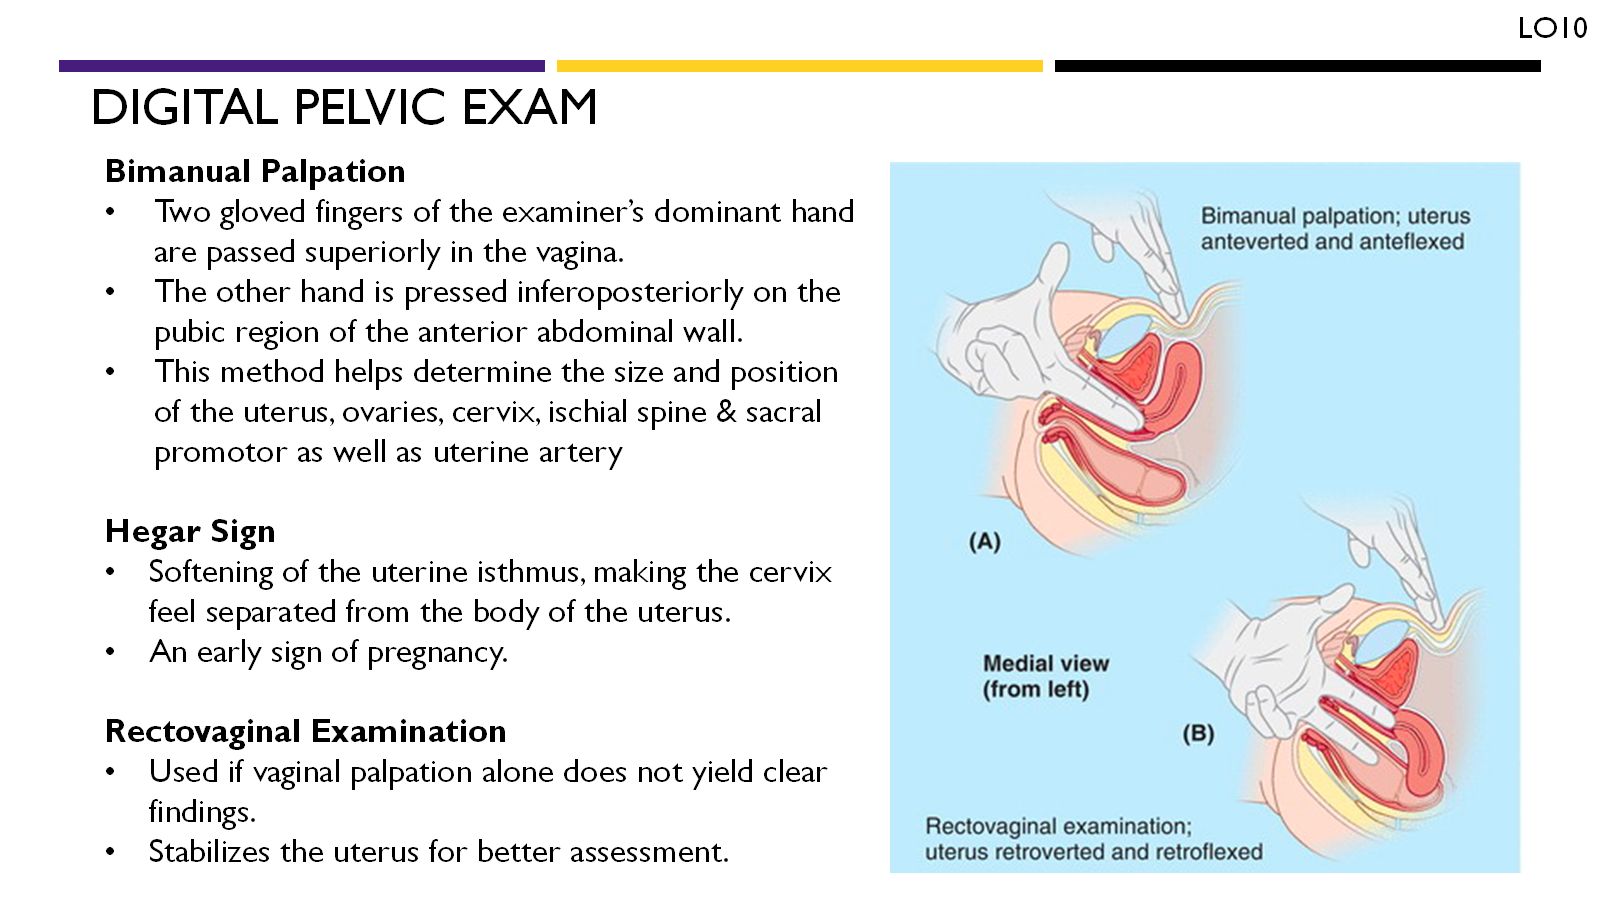 LO10
DIGITAL PELVIC EXAM
Bimanual Palpation
• Two gloved fingers of the examiner’s dominant hand
are passed superiorly in the vagina.
• The other hand is pressed inferoposteriorly on the
pubic region of the anterior abdominal wall.
• This method helps determine the size and position
of the uterus, ovaries, cervix, ischial spine & sacral
promotor as well as uterine artery
Hegar Sign
• Softening of the uterine isthmus, making the cervix
feel separated from the body of the uterus.
• An early sign of pregnancy.
Rectovaginal Examination
• Used if vaginal palpation alone does not yield clear
findings.
• Stabilizes the uterus for better assessment.
Bimanual palpation; uterus
anteverted and anteflexed
(A)
Medial view
(from left)
(B)
Rectovaginal examination;
uterus retroverted and retroflexed